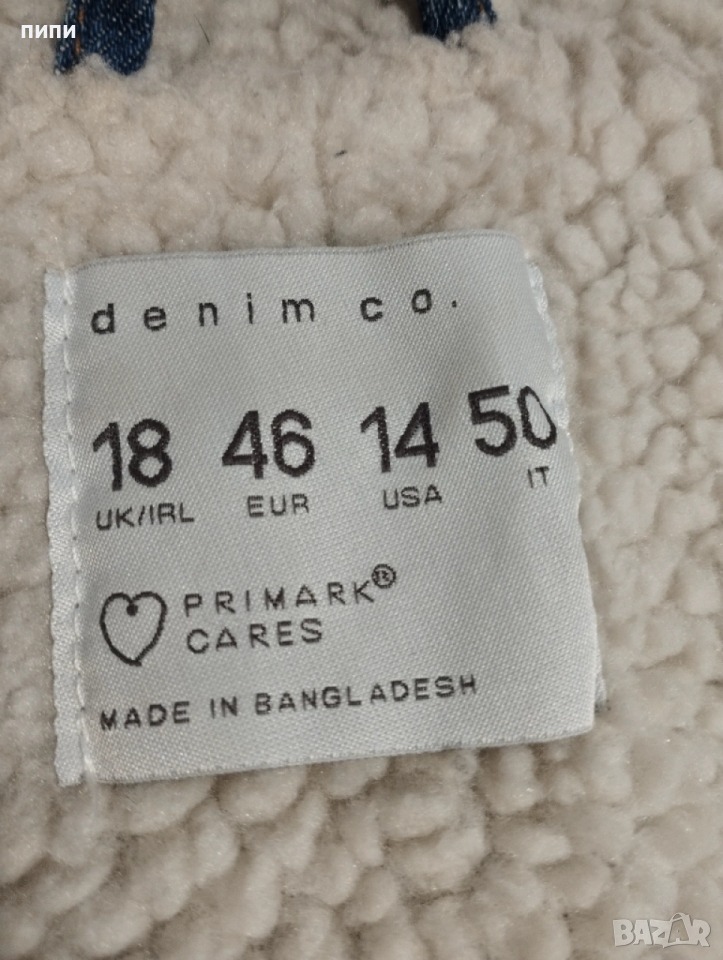 пипи
denim co.
18 46 14 50
UK/IRL EUR USA IT
PRIMARK®
CARES
MADE IN BANGLADESH
BAZAR